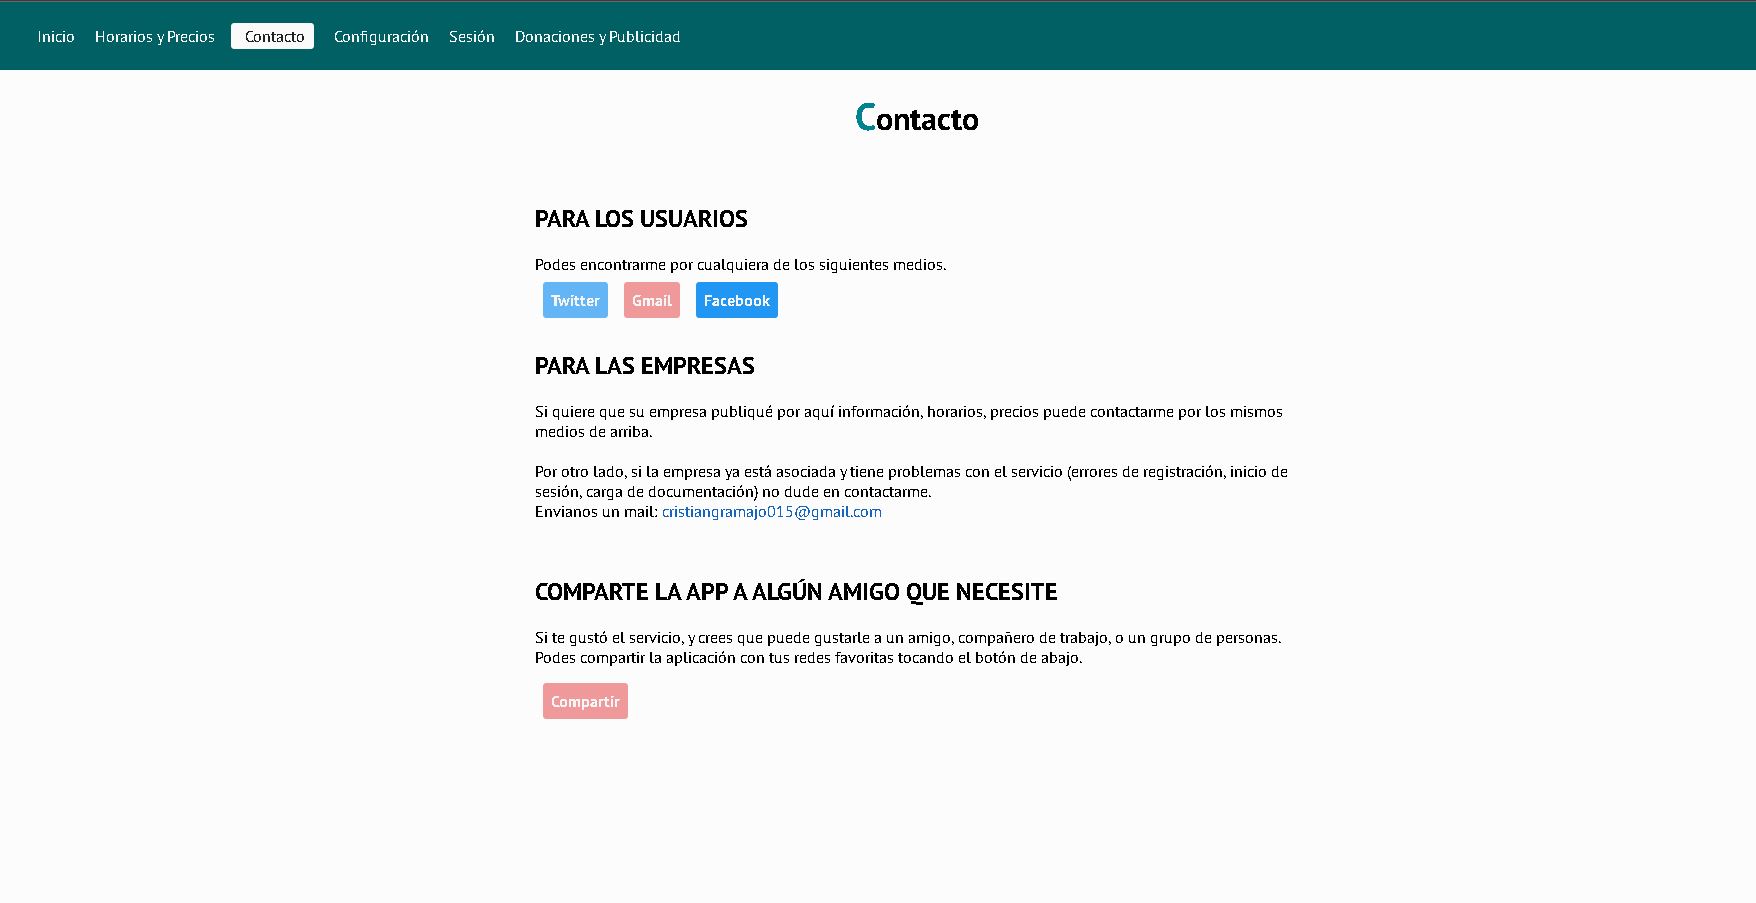 Inicio Horarios y Precios Contacto Configuración Sesión Donaciones y Publicidad
Contacto
PARA LOS USUARIOS
Podes encontrarme por cualquiera de los siguientes medios.
Twitter Gmail Facebook
PARA LAS EMPRESAS
Si quiere que su empresa publiqué por aquí información, horarios, precios puede contactarme por los mismos
medios de arriba.
Por otro lado, si la empresa ya está asociada y tiene problemas con el servicio (errores de registración, inicio de
sesión, carga de documentación) no dude en contactarme.
Envianos un mail: cristiangramajo015@gmail.com
COMPARTE LA APP A ALGÚN AMIGO QUE NECESITE
Si te gustó el servicio, y crees que puede gustarle a un amigo, compañero de trabajo, o un grupo de personas.
Podes compartir la aplicación con tus redes favoritas tocando el botón de abajo.
Compartir